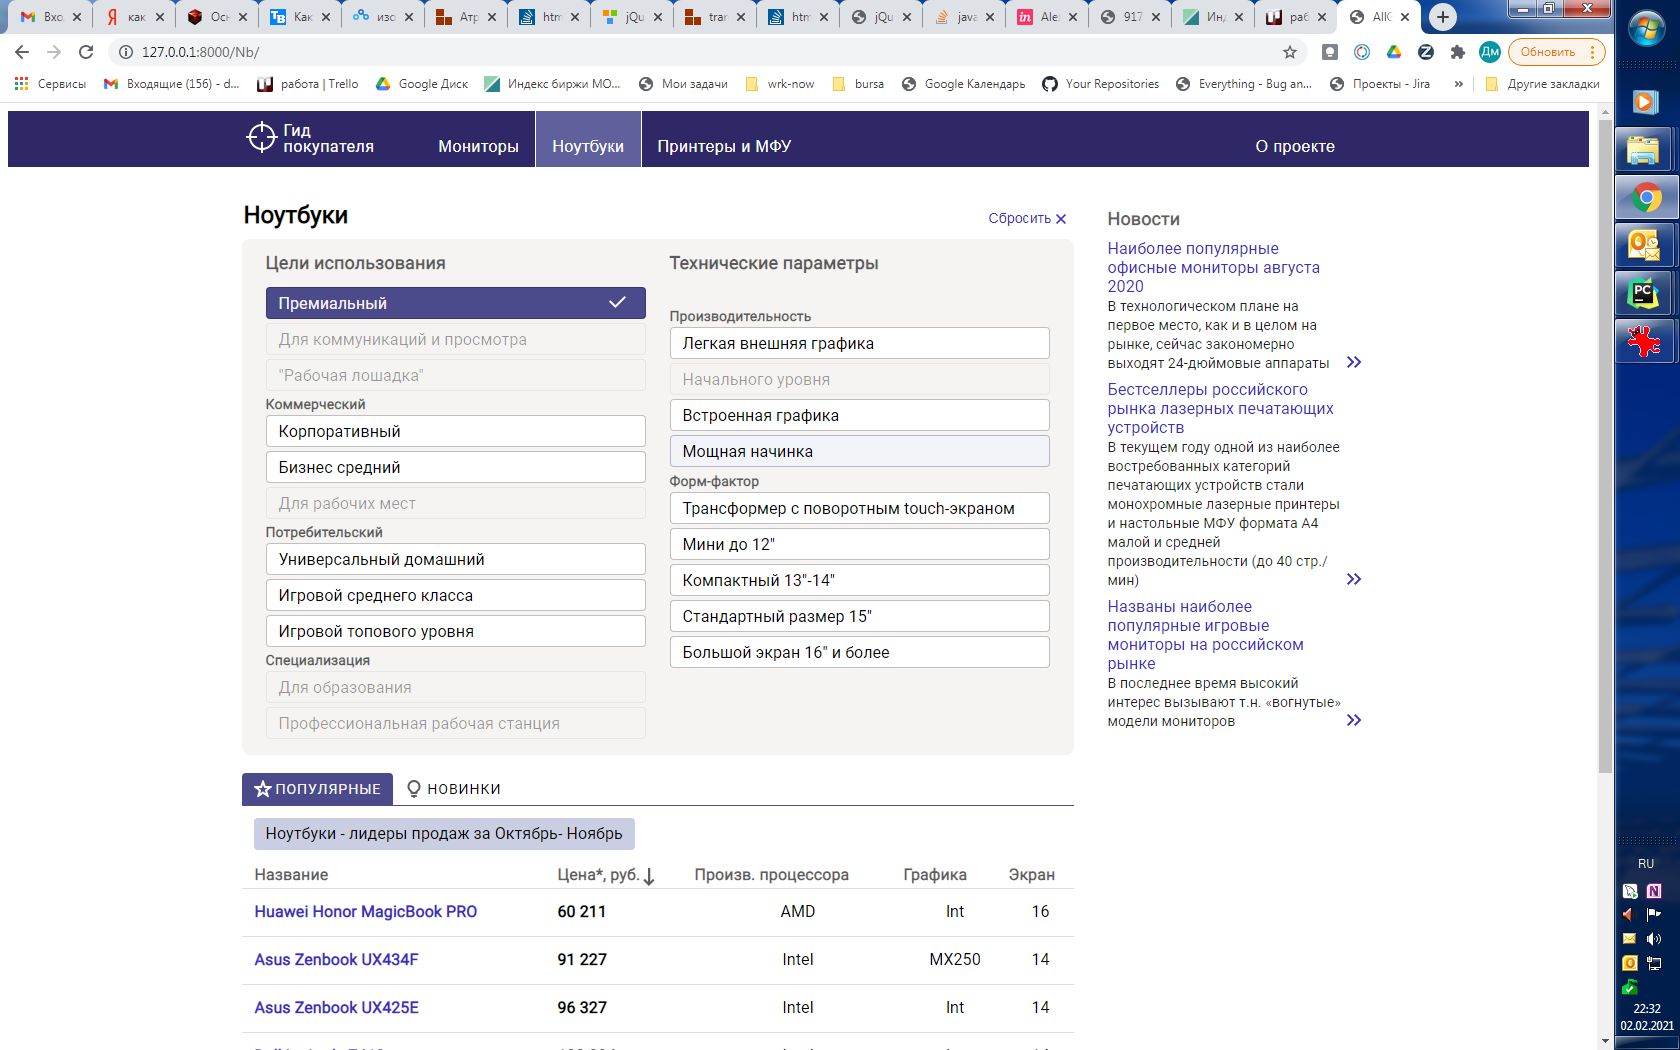 Вхо
как
Осн
Как
изо
Атр
htm
jQu
trar
htm
jQu
java
Ale
917
Инд
раб
AllG
127.0.0.1:8000/Nb/
Дм
Обновить
Сервисы
Входящие (156) - d...
работа | Trello
Google Диск
Индекс биржи МО...
Мои задачи
wrk-now
bursa
Google Календарь
Your Repositories
Everything - Bug an...
Проекты - Jira
»
Другие закладки
Гид
покупателя
Мониторы
Ноутбуки
Принтеры и МФУ
О проекте
Ноутбуки
Сбросить ×
Цели использования
Премиальный
Для коммуникаций и просмотра
"Рабочая лошадка"
Коммерческий
Корпоративный
Бизнес средний
Для рабочих мест
Потребительский
Универсальный домашний
Игровой среднего класса
Игровой топового уровня
Специализация
Для образования
Профессиональная рабочая станция
Технические параметры
Производительность
Легкая внешняя графика
Начального уровня
Встроенная графика
Мощная начинка
Форм-фактор
Трансформер с поворотным touch-экраном
Мини до 12"
Компактный 13"-14"
Стандартный размер 15"
Большой экран 16" и более
Новости
Наиболее популярные
офисные мониторы августа
2020
В технологическом плане на
первое место, как и в целом на
рынке, сейчас закономерно
выходят 24-дюймовые аппараты »
Бестселлеры российского
рынка лазерных печатающих
устройств
В текущем году одной из наиболее
востребованных категорий
печатающих устройств стали
монохромные лазерные принтеры
и настольные МФУ формата А4
малой и средней
производительности (до 40 стр./
мин) »
Названы наиболее
популярные игровые
мониторы на российском
рынке
В последнее время высокий
интерес вызывают т.н. «вогнутые»
модели мониторов »
ПОПУЛЯРНЫЕ
НОВИНКИ
Ноутбуки - лидеры продаж за Октябрь- Ноябрь
Название Цена*, руб. Произв. процессора Графика Экран
Huawei Honor MagicBook PRO 60 211 AMD Int 16
Asus Zenbook UX434F 91 227 Intel MX250 14
Asus Zenbook UX425E 96 327 Intel Int 14
PC
RU
22:32
02.02.2021